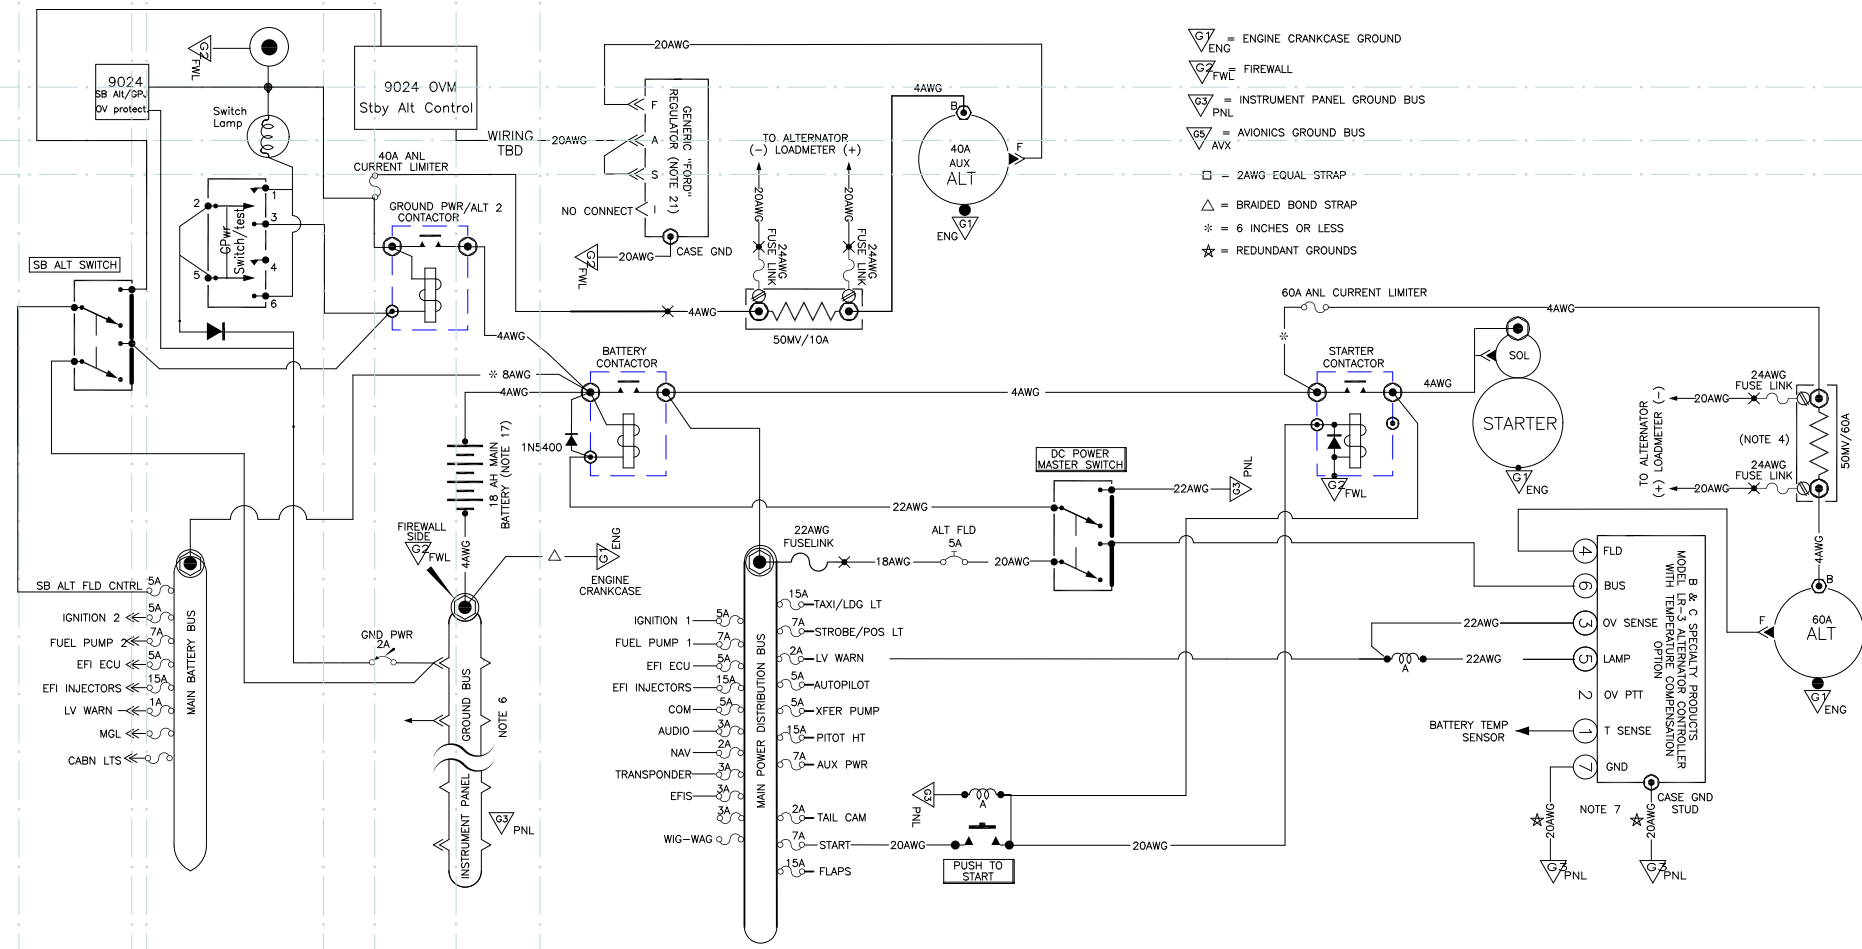 G2
FWL
9024
SB Alt/GP.
OV protect.
Switch
Lamp
9024 OVM
Stby Alt Control
WIRING
TBD
20AWG
20AWG
F
A
S
I
GENERIC "FORD"
REGULATOR (NOTE 21)
NO CONNECT
CASE GND
20AWG
G2
FWL
40A ANL
CURRENT LIMITER
GROUND PWR/ALT 2
CONTACTOR
1
2
3
4
5
6
GPwr
Switch/test
SB ALT SWITCH
TO ALTERNATOR
(-) LOADMETER (+)
20AWG
20AWG
24AWG
FUSE LINK
24AWG
FUSE LINK
4AWG
50MV/10A
4AWG
B
40A
AUX
ALT
F
G1
ENG
G1
ENG = ENGINE CRANKCASE GROUND
G2
FWL = FIREWALL
G3
PNL = INSTRUMENT PANEL GROUND BUS
G5
AVX = AVIONICS GROUND BUS
- 2AWG EQUAL STRAP
= BRAIDED BOND STRAP
* = 6 INCHES OR LESS
☆ = REDUNDANT GROUNDS
4AWG
* 8AWG
4AWG
BATTERY
CONTACTOR
1N5400
18 AH MAIN
BATTERY (NOTE 17)
4AWG
4AWG
60A ANL CURRENT LIMITER
4AWG
*
STARTER
CONTACTOR
4AWG
SOL
STARTER
G1
ENG
G2
FWL
24AWG
FUSE LINK
20AWG
TO ALTERNATOR
(+) LOADMETER (-)
(NOTE 4)
24AWG
FUSE LINK
20AWG
50MV/60A
4AWG
DC POWER
MASTER SWITCH
22AWG
G3
PNL
22AWG
22AWG
FUSELINK
18AWG
ALT FLD
5A
20AWG
FIREWALL
SIDE
G2
FWL
G1
ENG
ENGINE
CRANKCASE
SB ALT FLD CNTRL
5A
IGNITION 2
5A
FUEL PUMP 2
7A
EFI ECU
5A
EFI INJECTORS
15A
LV WARN
1A
MGL
CABN LTS
MAIN BATTERY BUS
GND PWR
2A
GROUND BUS
NOTE 6
INSTRUMENT PANEL
G3
PNL
IGNITION 1
5A
FUEL PUMP 1
7A
EFI ECU
5A
EFI INJECTORS
15A
COM
5A
AUDIO
3A
NAV
2A
TRANSPONDER
3A
EFIS
3A
3A
WIG-WAG
MAIN POWER DISTRIBUTION BUS
15A
TAXI/LDG LT
7A
STROBE/POS LT
2A
LV WARN
5A
AUTOPILOT
5A
XFER PUMP
15A
PITOT HT
7A
AUX PWR
2A
TAIL CAM
7A
START
15A
FLAPS
20AWG
G3
PNL
A
PUSH TO
START
20AWG
22AWG
A
22AWG
4
FLD
6
BUS
3
OV SENSE
5
LAMP
2
OV PTT
1
T SENSE
7
GND
B & C SPECIALTY PRODUCTS
MODEL LR-3 ALTERNATOR CONTROLLER
WITH TEMPERATURE COMPENSATION
OPTION
BATTERY TEMP
SENSOR
NOTE 7
CASE GND
STUD
☆
20AWG
☆
20AWG
G3
PNL
G3
PNL
B
F
60A
ALT
G1
ENG